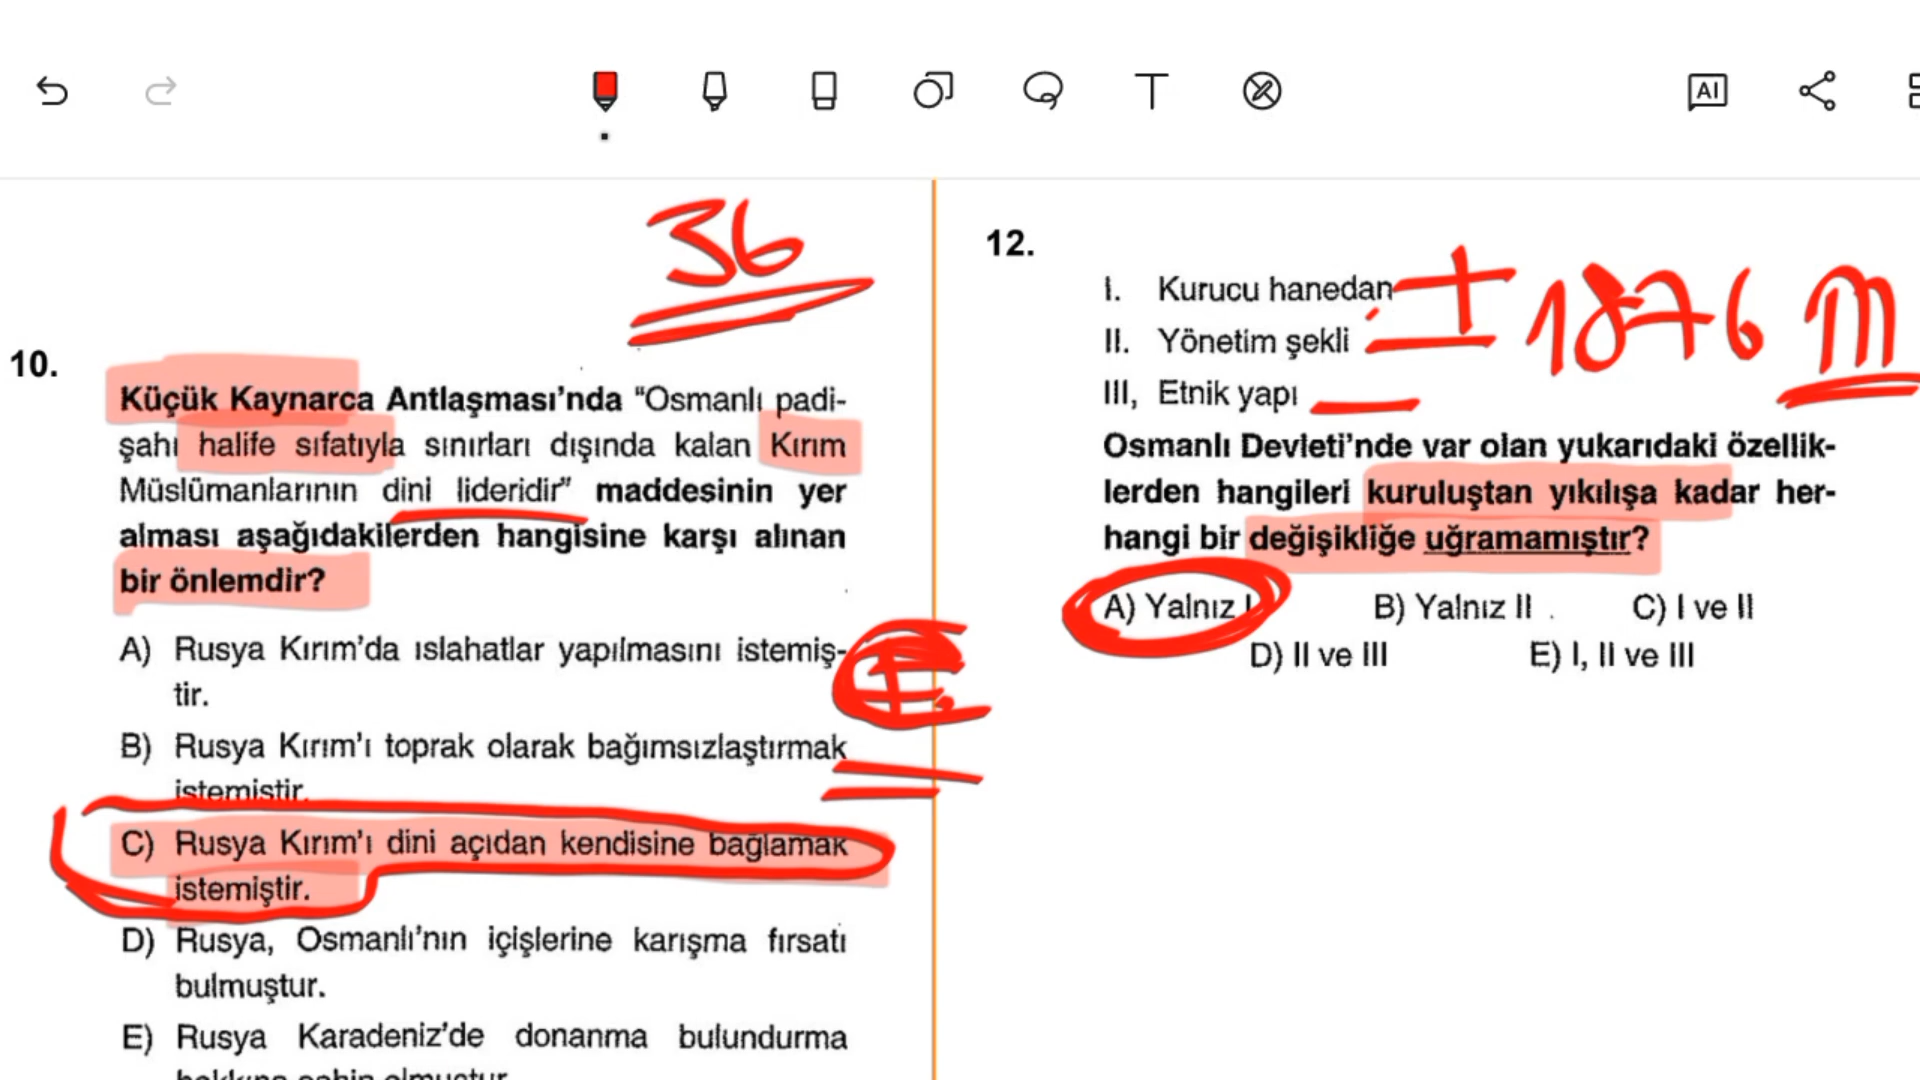 T
AI
36
10.
Küçük Kaynarca Antlaşması'nda "Osmanlı padi-
şahı halife sıfatıyla sınırları dışında kalan Kırım
Müslümanlarının dini lideridir" maddesinin yer
alması aşağıdakilerden hangisine karşı alınan
bir önlemdir?
A) Rusya Kırım'da ıslahatlar yapılmasını istemiş-
tir.
B) Rusya Kırım'ı toprak olarak bağımsızlaştırmak
istemiştir.
C) Rusya Kırım'ı dini açıdan kendisine bağlamak
istemiştir.
D) Rusya, Osmanlı'nın içişlerine karışma fırsatı
bulmuştur.
E) Rusya Karadeniz'de donanma bulundurma
12.
I. Kurucu hanedan
II. Yönetim şekli
III, Etnik yapı
± 1876 m
Osmanlı Devleti'nde var olan yukarıdaki özellik-
lerden hangileri kuruluştan yıkılışa kadar her-
hangi bir değişikliğe uğramamıştır?
A) Yalnız I B) Yalnız II C) I ve II
D) II ve III E) I, II ve III